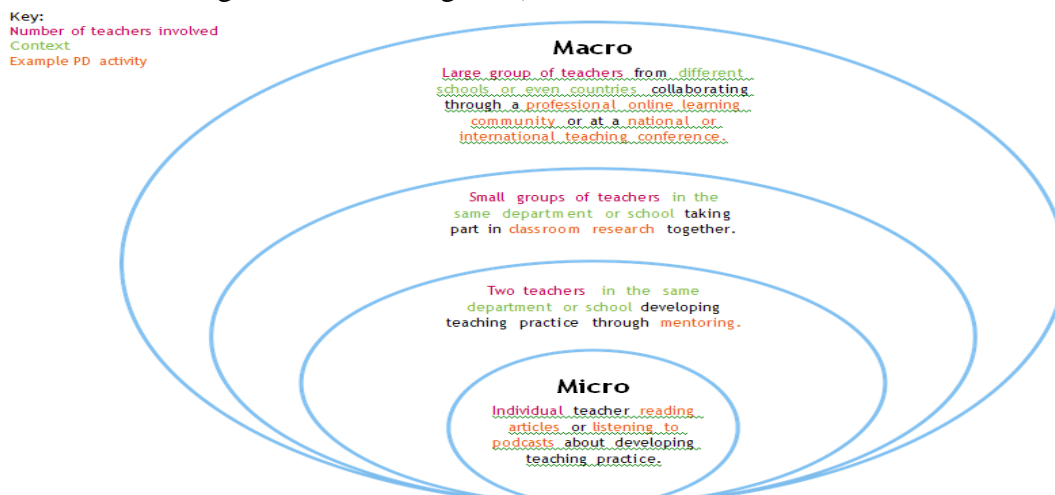 Key:
Number of teachers involved
Context
Example PD activity
Macro
Large group of teachers from different
schools or even countries collaborating
through a professional online learning
community or at a national or
international teaching conference.
Small groups of teachers in the
same department or school taking
part in classroom research together.
Two teachers in the same
department or school developing
teaching practice through mentoring.
Micro
Individual teacher reading
articles or listening to
podcasts about developing
teaching practice.